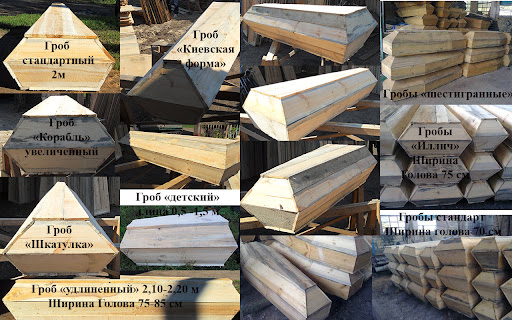 Гроб
стандартный
2м
Гроб
«Киевская
форма»
Гробы «шестигранные»
Гроб
«Корабль»
увеличенный
Гробы
«Иллич»
Ширина
Голова 75 см
Гроб «детский»
Гроб
«Шкатулка»
Гробы стандарт
Ширина голова 70 см
Гроб «удлиненный» 2,10-2,20 м
Ширина Голова 75-85 см